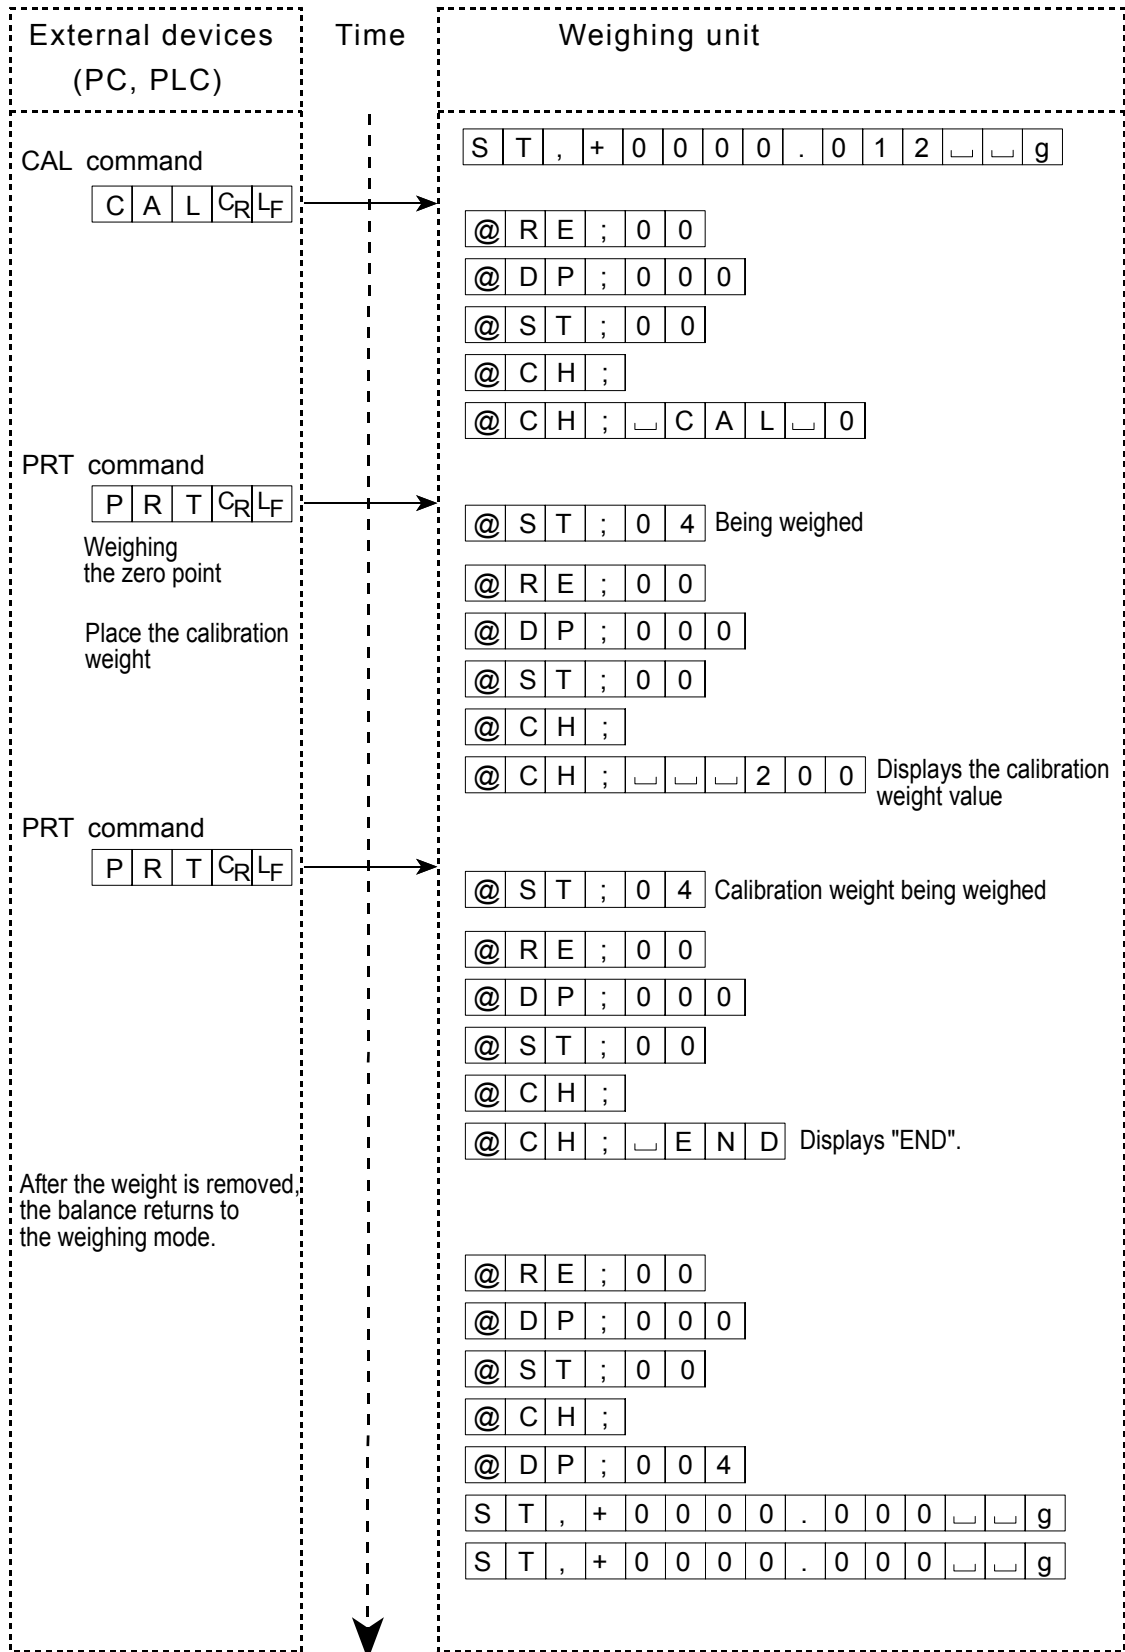 External devices
(PC, PLC)
Time
Weighing unit
ST,+0000.012␣␣g
CAL command
CALCRLF
@RE;00
@DP;000
@ST;00
@CH;
@CH;␣CAL␣0
PRT command
PRTCRLF
@ST;04 Being weighed
Weighing
the zero point
@RE;00
@DP;000
Place the calibration
weight
@ST;00
@CH;
@CH;␣␣␣200 Displays the calibration
weight value
PRT command
PRTCRLF
@ST;04 Calibration weight being weighed
@RE;00
@DP;000
@ST;00
@CH;
@CH;␣END Displays "END".
After the weight is removed,
the balance returns to
the weighing mode.
@RE;00
@DP;000
@ST;00
@CH;
@DP;004
ST,+0000.000␣␣g
ST,+0000.000␣␣g